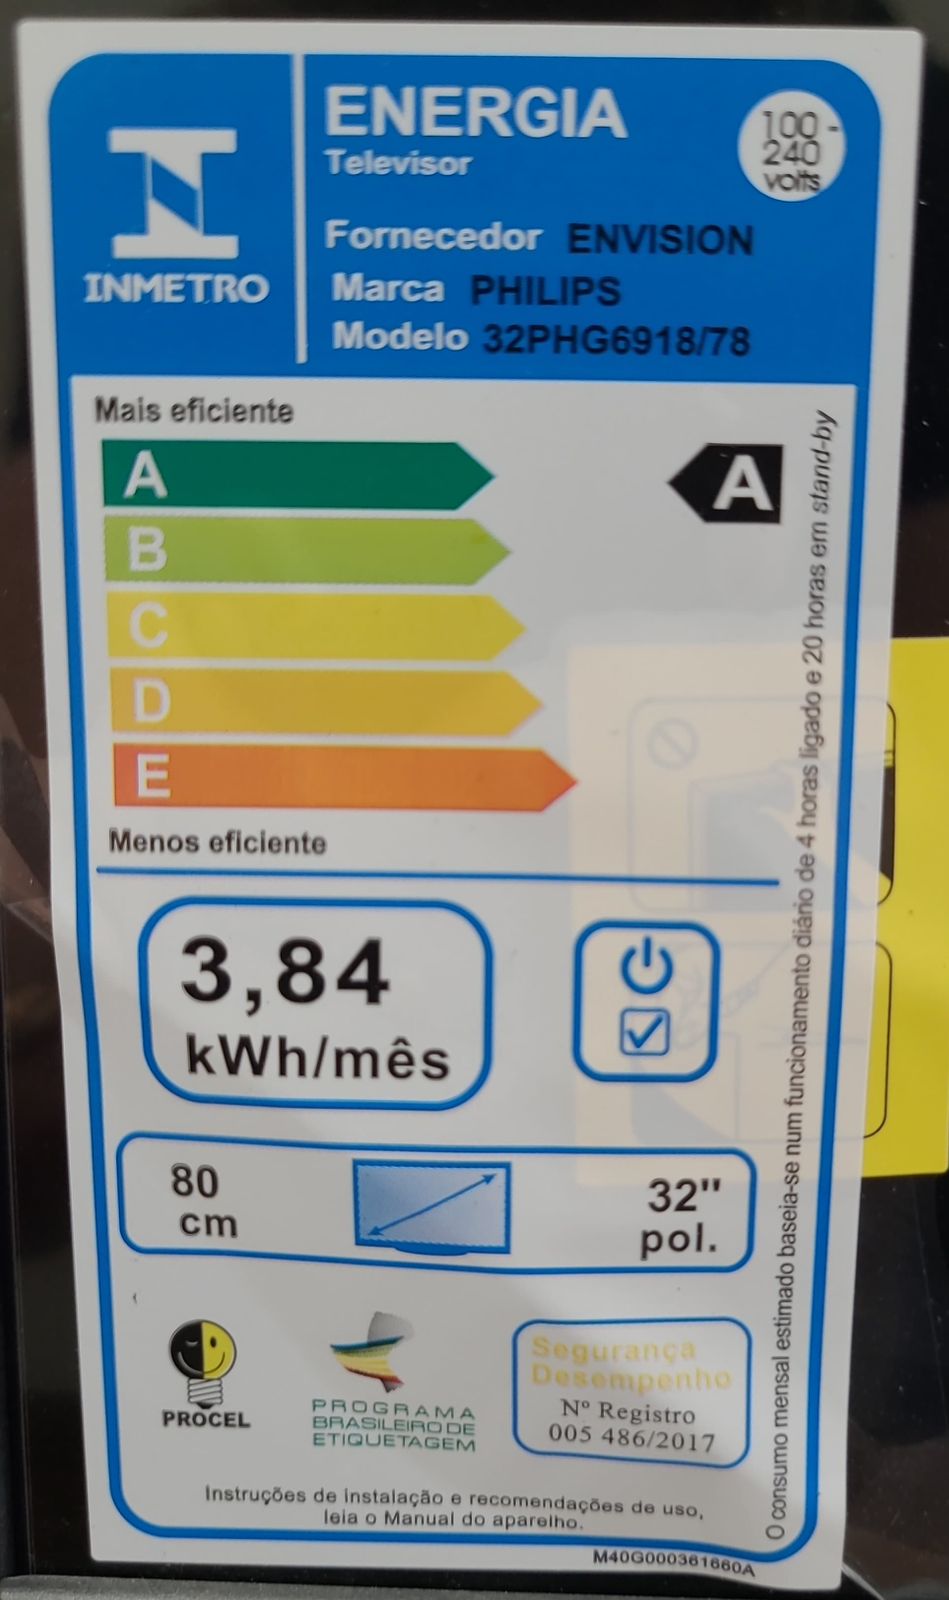 ENERGIA
Televisor
100 -
240
volts
INMETRO
Fornecedor ENVISION
Marca PHILIPS
Modelo 32PHG6918/78
Mais eficiente
A
A
B
C
D
E
Menos eficiente
3,84
kWh/mês
80
cm
32"
pol.
PROCEL
PROGRAMA
BRASILEIRO DE
ETIQUETAGEM
Segurança
Desempenho
Nº Registro
005 486/2017
Instruções de instalação e recomendações de uso,
leia o Manual do aparelho.
M40G000361660A
O consumo mensal estimado baseia-se num funcionamento diário de 4 horas ligado e 20 horas em stand-by